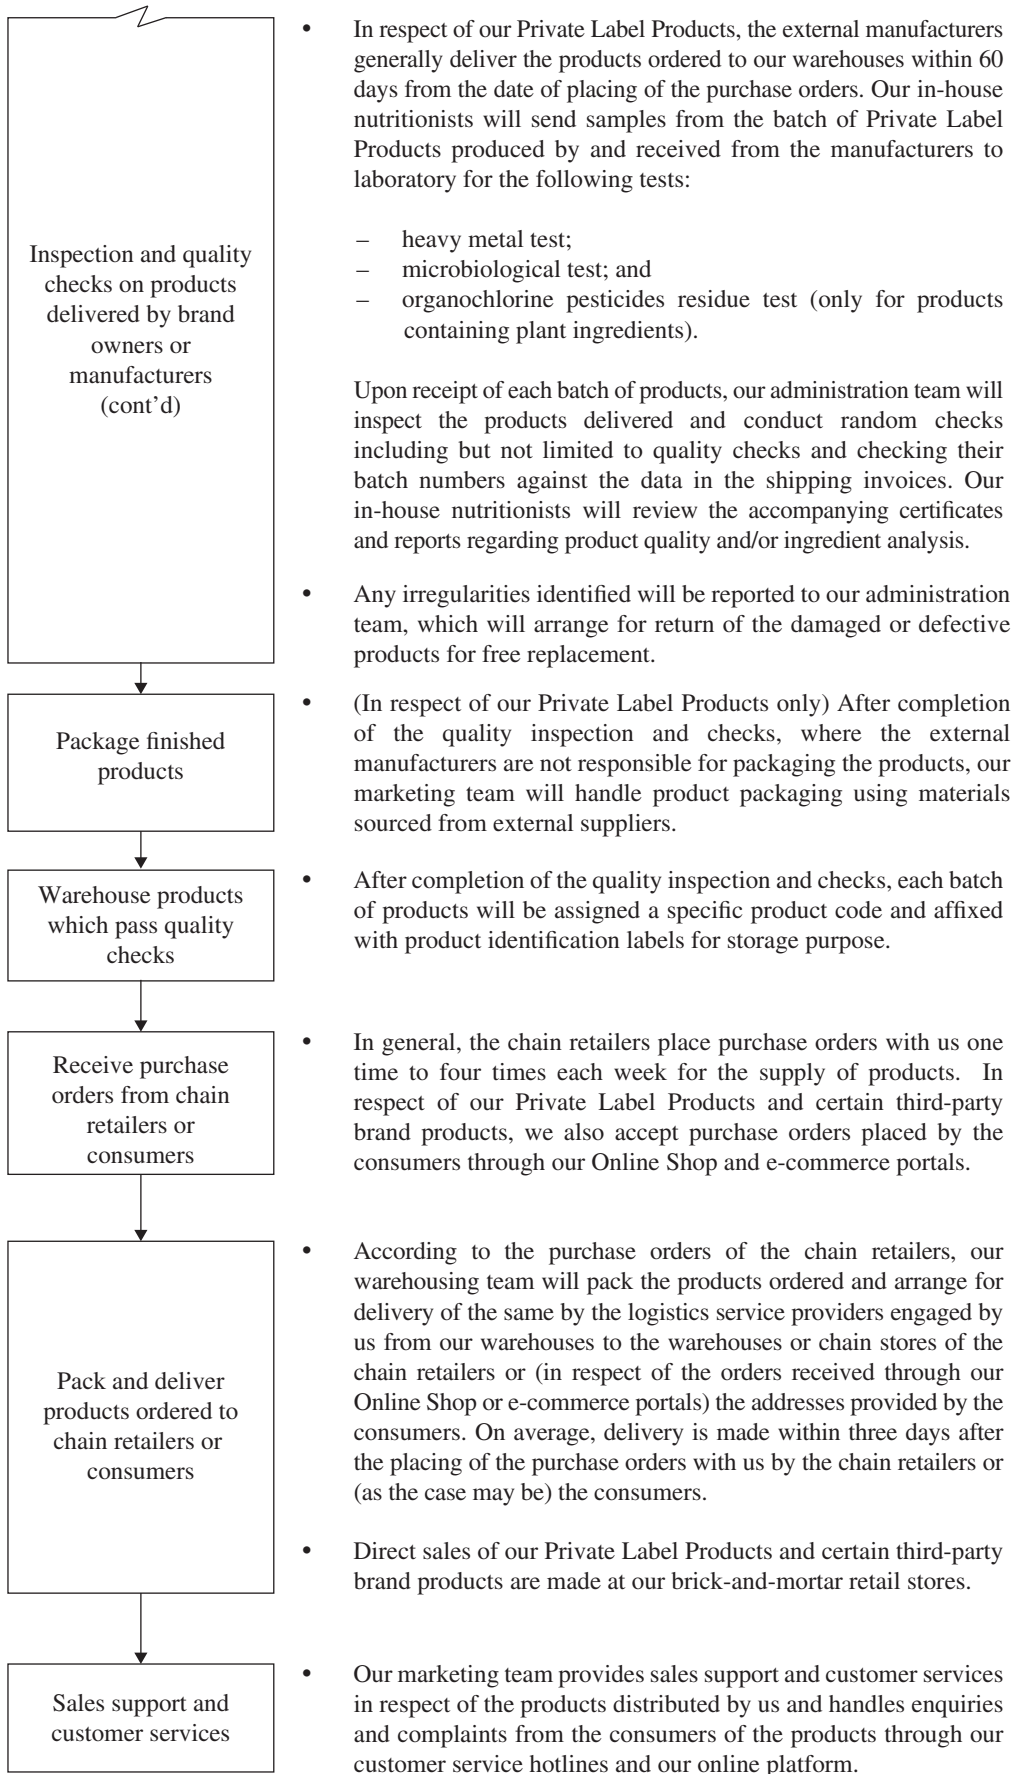 Inspection and quality
checks on products
delivered by brand
owners or
manufacturers
(cont’d)
• In respect of our Private Label Products, the external manufacturers
generally deliver the products ordered to our warehouses within 60
days from the date of placing of the purchase orders. Our in-house
nutritionists will send samples from the batch of Private Label
Products produced by and received from the manufacturers to
laboratory for the following tests:
– heavy metal test;
– microbiological test; and
– organochlorine pesticides residue test (only for products
containing plant ingredients).
Upon receipt of each batch of products, our administration team will
inspect the products delivered and conduct random checks
including but not limited to quality checks and checking their
batch numbers against the data in the shipping invoices. Our
in-house nutritionists will review the accompanying certificates
and reports regarding product quality and/or ingredient analysis.
• Any irregularities identified will be reported to our administration
team, which will arrange for return of the damaged or defective
products for free replacement.
Package finished
products
• (In respect of our Private Label Products only) After completion
of the quality inspection and checks, where the external
manufacturers are not responsible for packaging the products, our
marketing team will handle product packaging using materials
sourced from external suppliers.
Warehouse products
which pass quality
checks
• After completion of the quality inspection and checks, each batch
of products will be assigned a specific product code and affixed
with product identification labels for storage purpose.
Receive purchase
orders from chain
retailers or
consumers
• In general, the chain retailers place purchase orders with us one
time to four times each week for the supply of products. In
respect of our Private Label Products and certain third-party
brand products, we also accept purchase orders placed by the
consumers through our Online Shop and e-commerce portals.
Pack and deliver
products ordered to
chain retailers or
consumers
• According to the purchase orders of the chain retailers, our
warehousing team will pack the products ordered and arrange for
delivery of the same by the logistics service providers engaged by
us from our warehouses to the warehouses or chain stores of the
chain retailers or (in respect of the orders received through our
Online Shop or e-commerce portals) the addresses provided by the
consumers. On average, delivery is made within three days after
the placing of the purchase orders with us by the chain retailers or
(as the case may be) the consumers.
• Direct sales of our Private Label Products and certain third-party
brand products are made at our brick-and-mortar retail stores.
Sales support and
customer services
• Our marketing team provides sales support and customer services
in respect of the products distributed by us and handles enquiries
and complaints from the consumers of the products through our
customer service hotlines and our online platform.